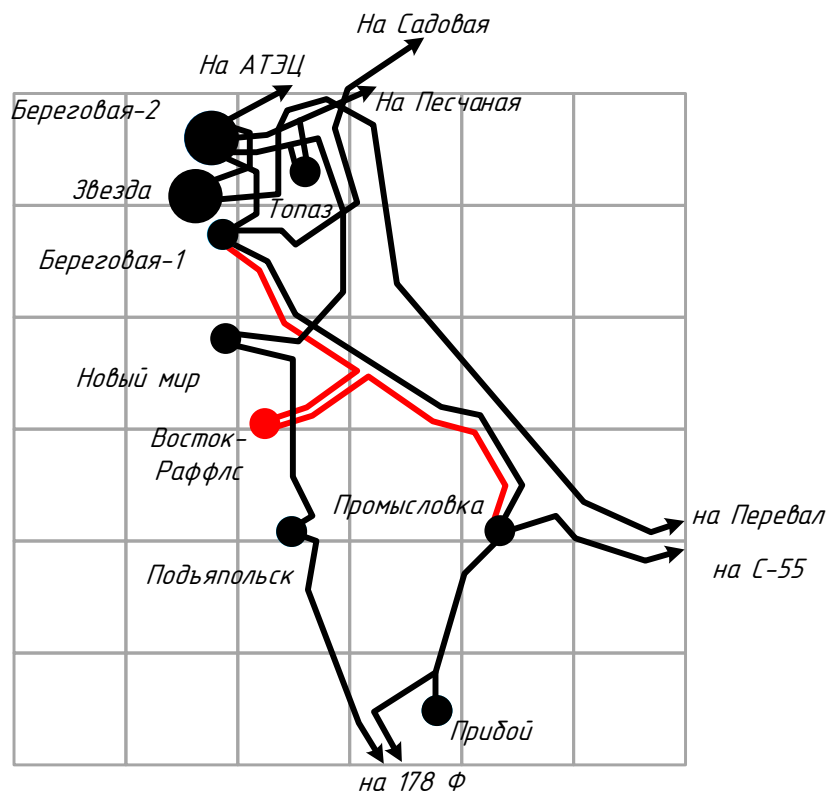 На Садовая
На АТЭЦ
Береговая-2
На Песчаная
Звезда
Топаз
Береговая-1
Новый мир
Восток-
Раффлс
Промысловка
на Перевал
на С-55
Подъяпольск
Прибой
на 178 Ф